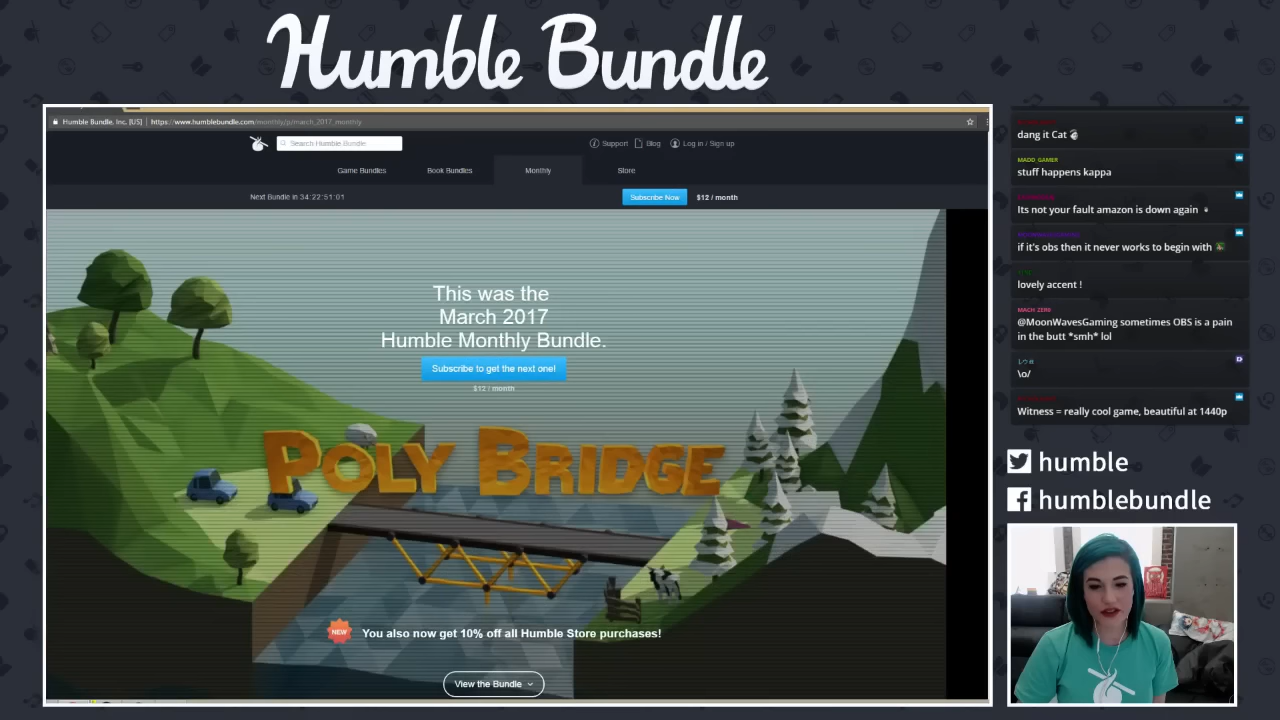 Humble Bundle
Humble Bundle, Inc. [US] | https://www.humblebundle.com/monthly/p/march_2017_monthly
Search Humble Bundle
Support Blog Log in / Sign up
Game Bundles Book Bundles Monthly Store
Next Bundle in 34:22:51:01
Subscribe Now $12 / month
This was the
March 2017
Humble Monthly Bundle.
Subscribe to get the next one!
$12 / month
POLY BRIDGE
NEW You also now get 10% off all Humble Store purchases!
View the Bundle
dang it Cat
MADD_GAMER
stuff happens kappa
Its not your fault amazon is down again
if it's obs then it never works to begin with
lovely accent !
MACH ZERE
@MoonWavesGaming sometimes OBS is a pain
in the butt *smh* lol
\o/
Witness = really cool game, beautiful at 1440p
humble
humblebundle